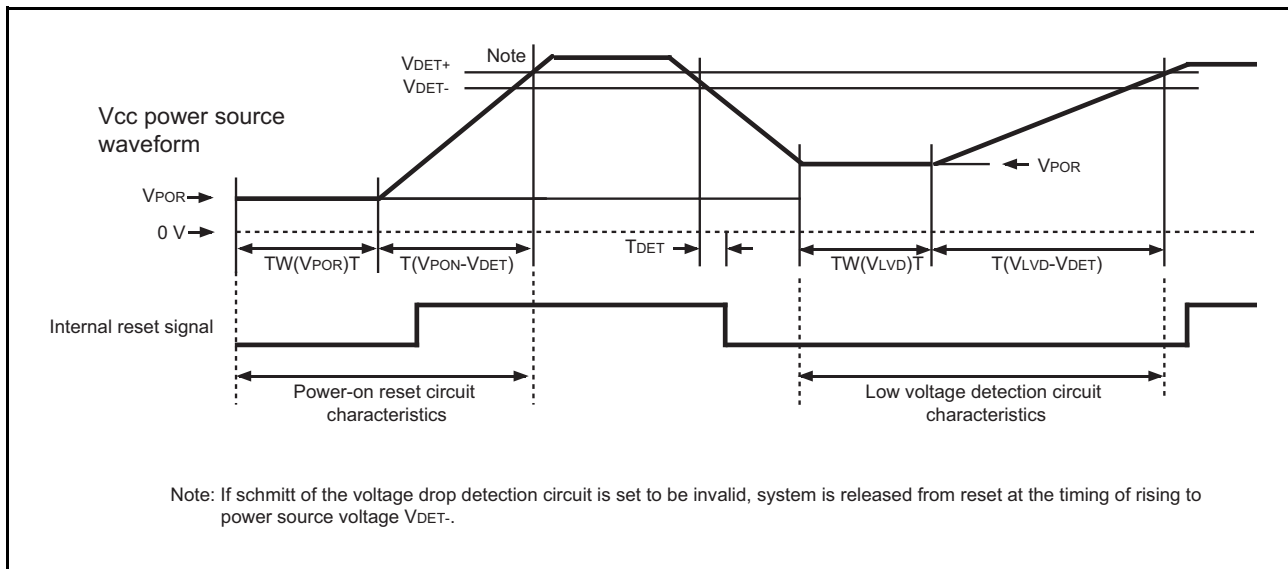 Note
VDET+
VDET-
Vcc power source
waveform
VPOR
VPOR
0 V
TDET
TW(VPOR)T
T(VPON-VDET)
TW(VLVD)T
T(VLVD-VDET)
Internal reset signal
Power-on reset circuit
characteristics
Low voltage detection circuit
characteristics
Note: If schmitt of the voltage drop detection circuit is set to be invalid, system is released from reset at the timing of rising to
power source voltage VDET-.